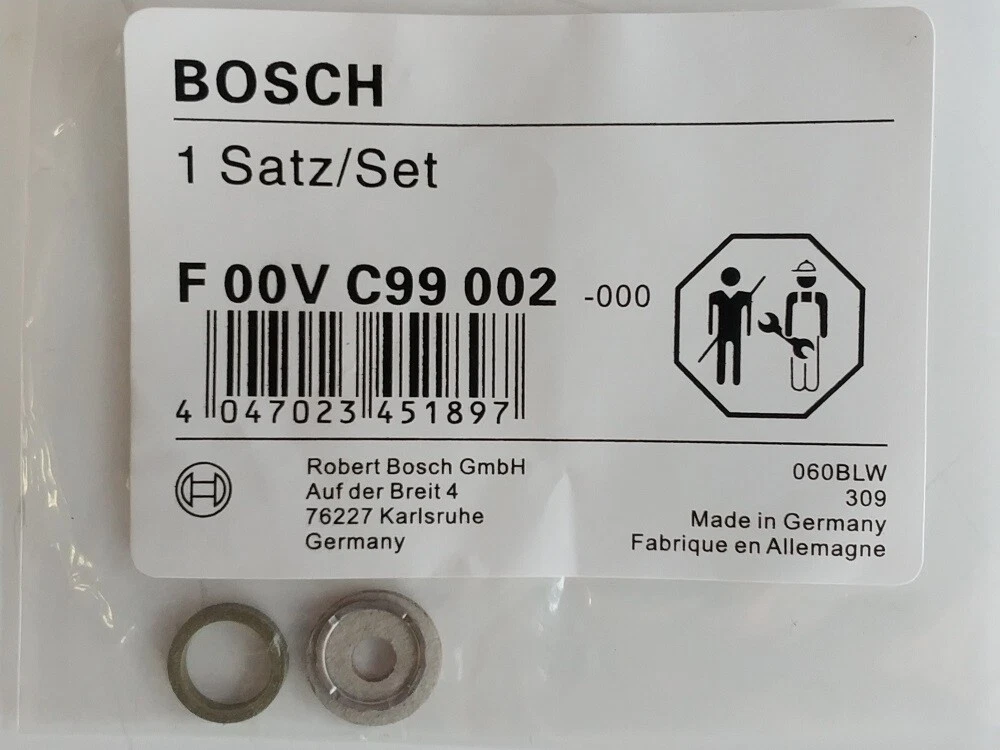 BOSCH
1 Satz/Set
F 00V C99 002 -000
4 047023 451897
Robert Bosch GmbH
Auf der Breit 4
76227 Karlsruhe
Germany
060BLW
309
Made in Germany
Fabrique en Allemagne